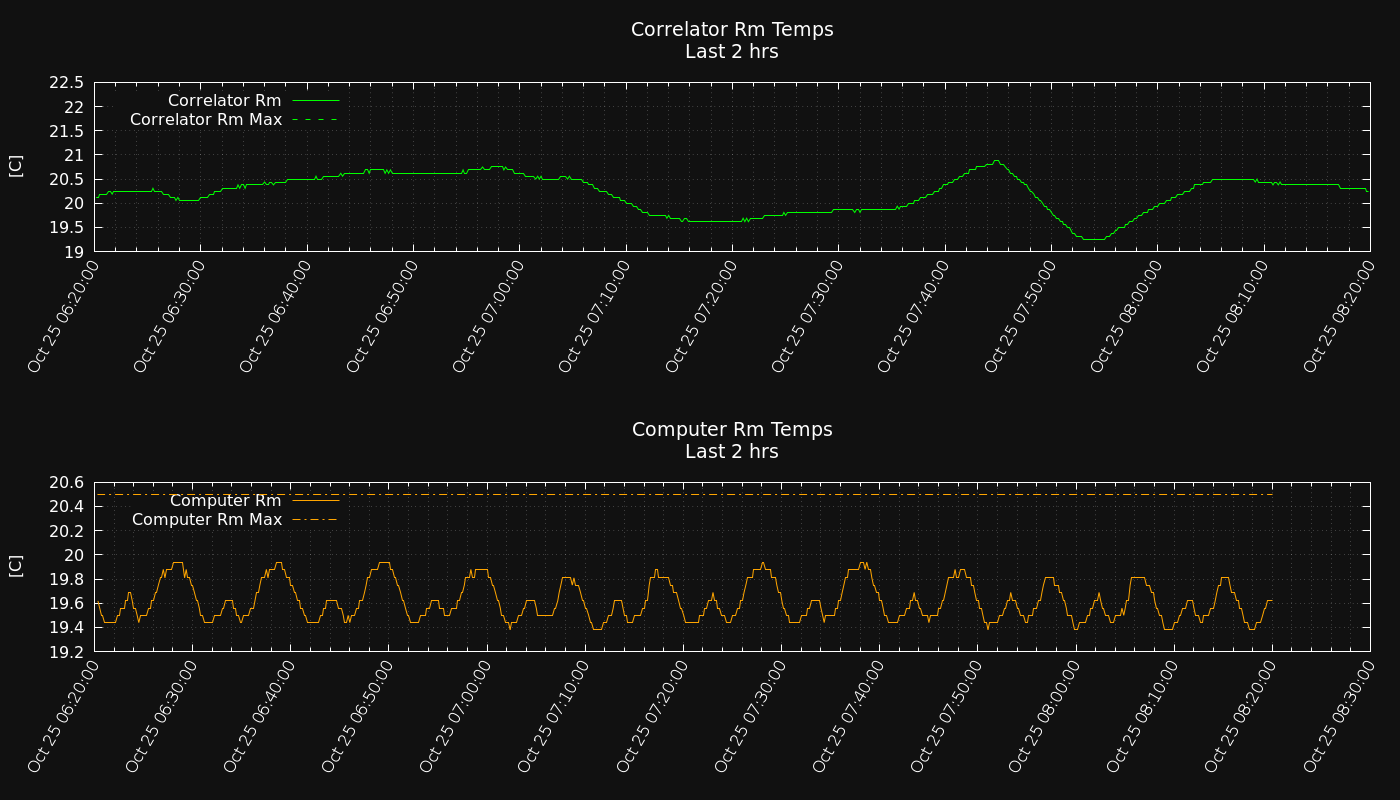 Correlator Rm Temps
Last 2 hrs
22.5
22
21.5
21
20.5
20
19.5
19
[C]
Correlator Rm
Correlator Rm Max
Oct 25 06:20:00
Oct 25 06:30:00
Oct 25 06:40:00
Oct 25 06:50:00
Oct 25 07:00:00
Oct 25 07:10:00
Oct 25 07:20:00
Oct 25 07:30:00
Oct 25 07:40:00
Oct 25 07:50:00
Oct 25 08:00:00
Oct 25 08:10:00
Oct 25 08:20:00
Computer Rm Temps
Last 2 hrs
20.6
20.4
20.2
20
19.8
19.6
19.4
19.2
[C]
Computer Rm
Computer Rm Max
Oct 25 06:20:00
Oct 25 06:30:00
Oct 25 06:40:00
Oct 25 06:50:00
Oct 25 07:00:00
Oct 25 07:10:00
Oct 25 07:20:00
Oct 25 07:30:00
Oct 25 07:40:00
Oct 25 07:50:00
Oct 25 08:00:00
Oct 25 08:10:00
Oct 25 08:20:00
Oct 25 08:30:00